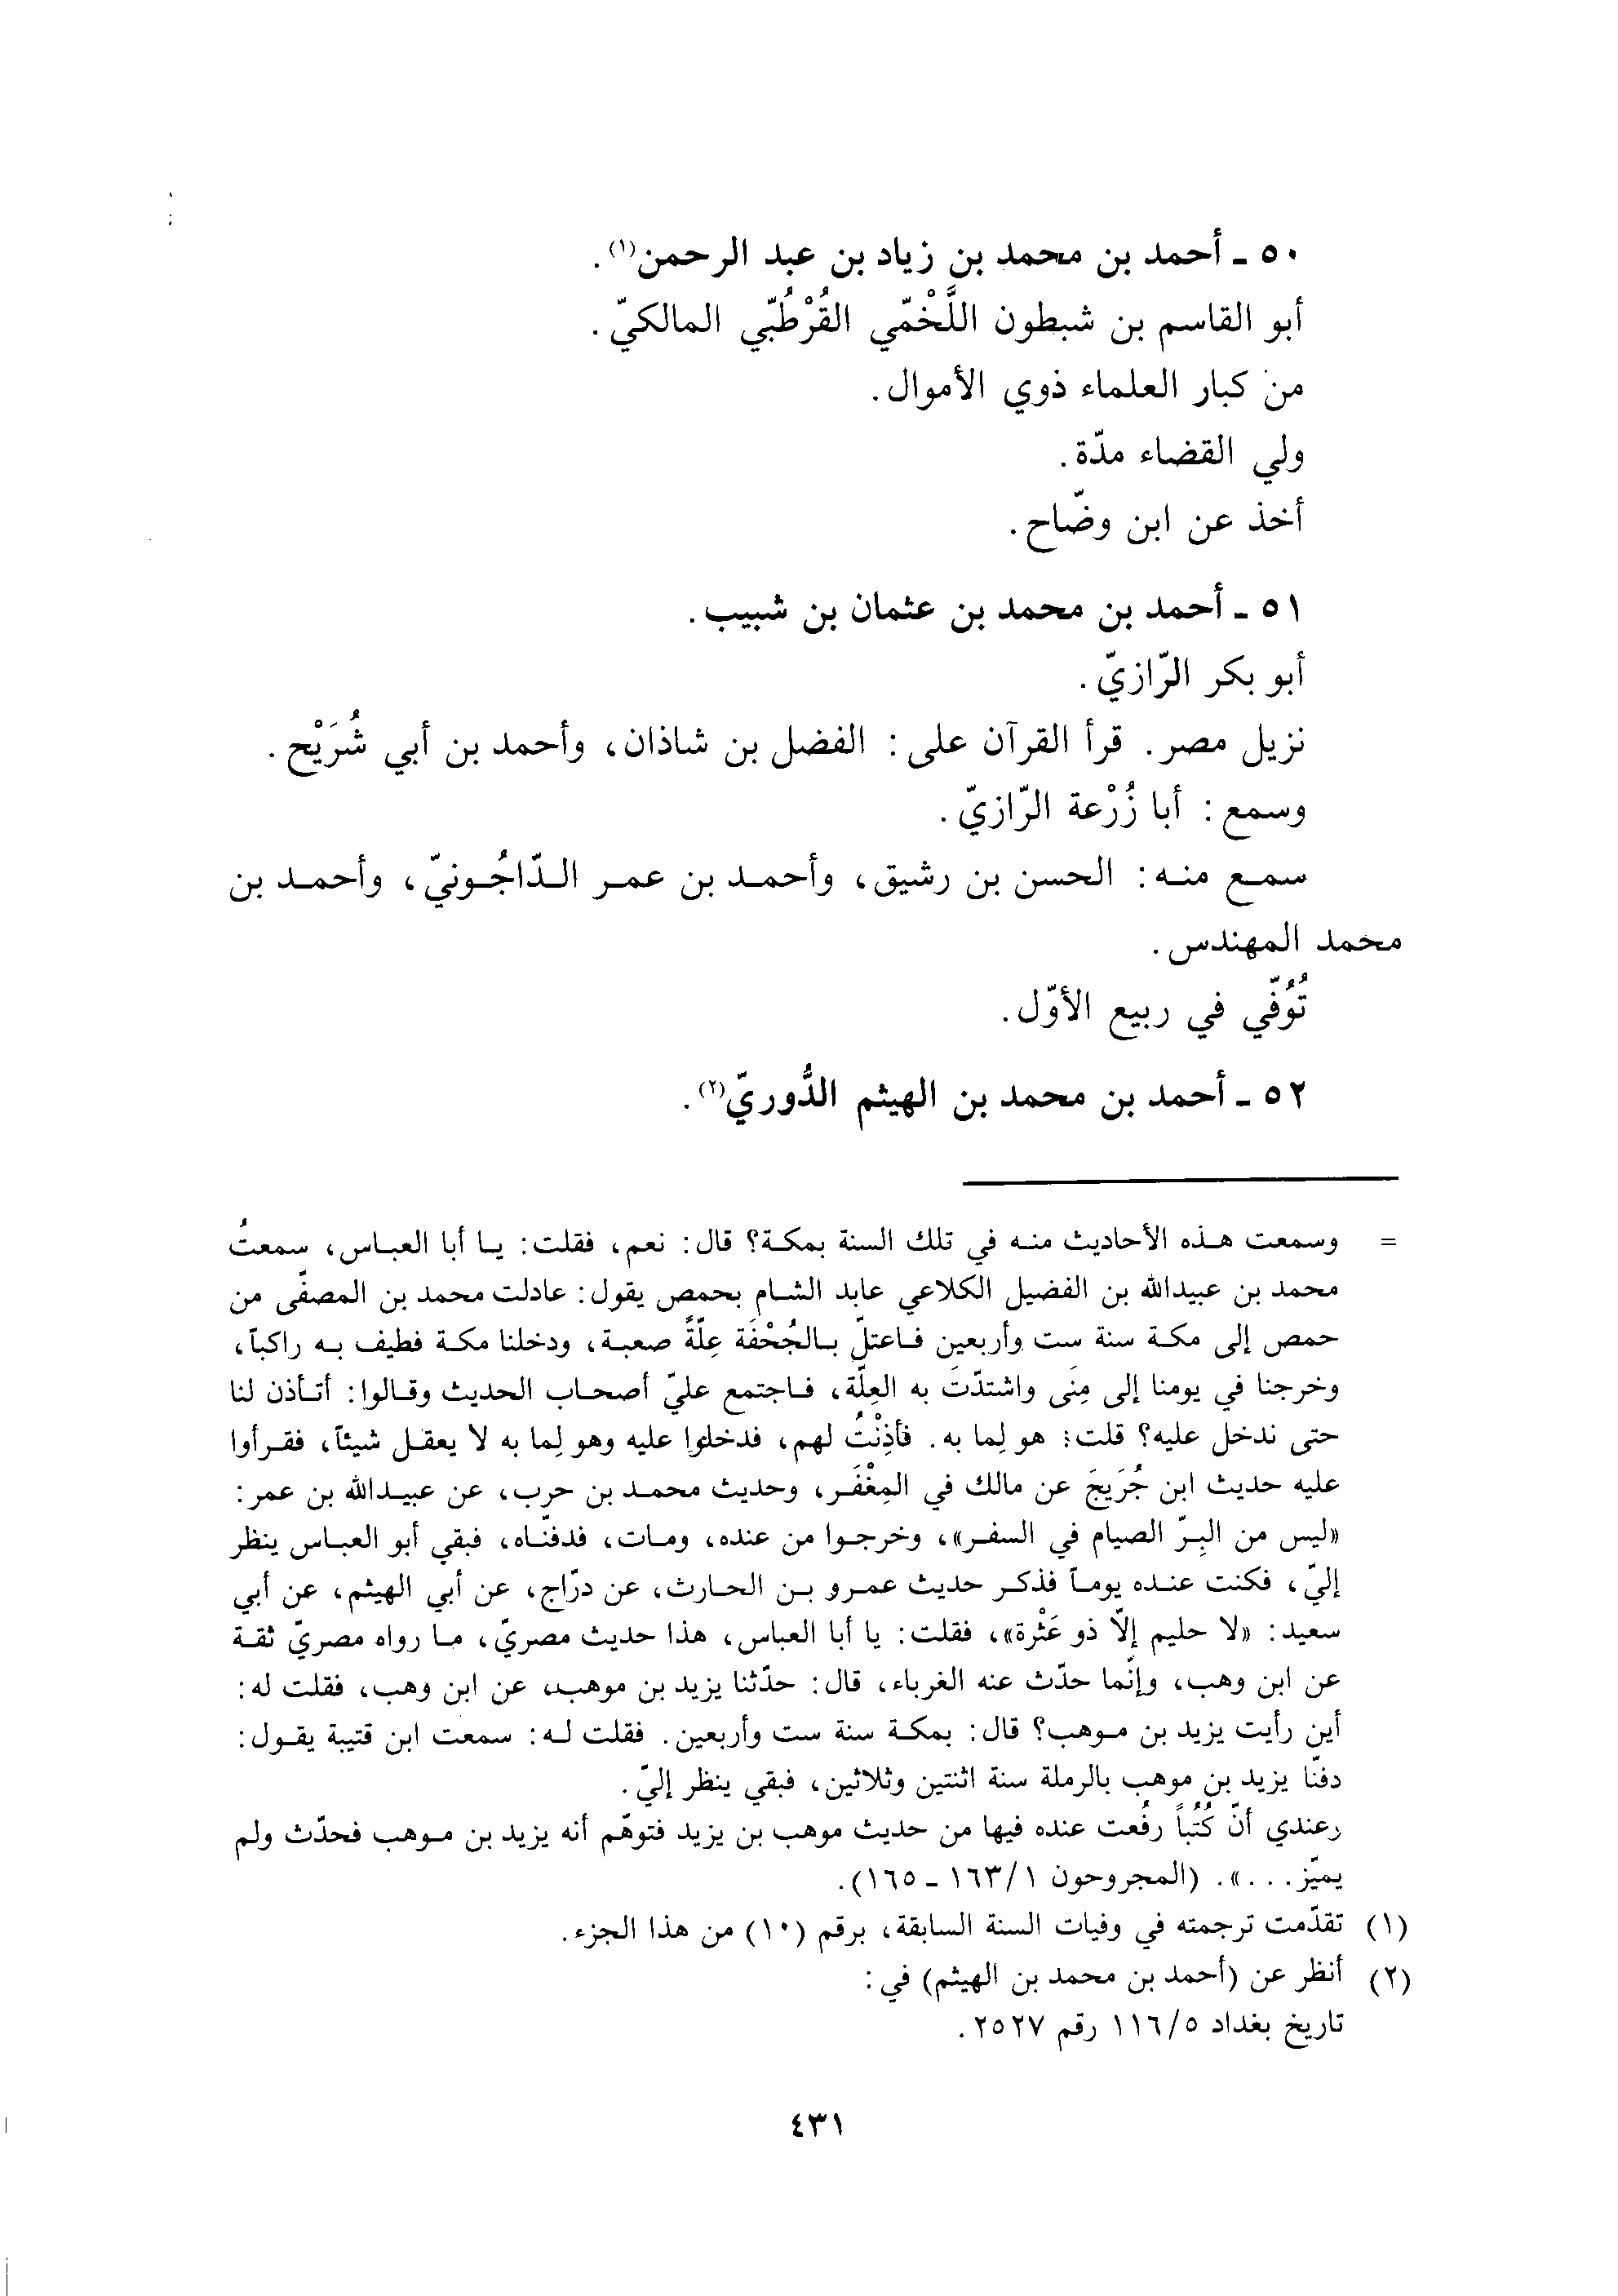 ٥٠ - أحمد بن محمد بن زياد بن عبد الرحمن(١).
أبو القاسم بن شبطون اللَّخْمّي القُرْطُبّي المالكيّ.
من كبار العلماء ذوي الأموال.
ولي القضاء مدّة.
أخذ عن ابن وضّاح.
٥١ - أحمد بن محمد بن عثمان بن شبيب.
أبو بكر الرّازيّ.
نزيل مصر. قرأ القرآن على: الفضل بن شاذان، وأحمد بن أبي شُرَيْح.
وسمع: أبا زُرْعة الرّازيّ.
سمع منه: الحسن بن رشيق، وأحمد بن عمر الدّاجُونيّ، وأحمد بن
محمد المهندس.
تُوُفّي في ربيع الأوّل.
٥٢ - أحمد بن محمد بن الهيثم الدُّوريّ(٢).
= وسمعت هذه الأحاديث منه في تلك السنة بمكة؟ قال: نعم، فقلت: يا أبا العباس، سمعتُ
محمد بن عبيدالله بن الفضيل الكلاعي عابد الشام بحمص يقول: عادلت محمد بن المصفّى من
حمص إلى مكة سنة ست وأربعين فاعتلّ بالجُحْفَة عِلّةً صعبة، ودخلنا مكة فطيف به راكباً،
وخرجنا في يومنا إلى مِنَى واشتدّتَ به العِلّة، فاجتمع عليّ أصحاب الحديث وقالوا: أتأذن لنا
حتى ندخل عليه؟ قلت: هو لِما به. فأذِنْتُ لهم، فدخلوا عليه وهو لِما به لا يعقل شيئاً، فقرأوا
عليه حديث ابن جُرَيجَ عن مالك في المِغْفَر، وحديث محمد بن حرب، عن عبيدالله بن عمر:
«ليس من البِرّ الصيام في السفر»، وخرجوا من عنده، ومات، فدفنّاه، فبقي أبو العباس ينظر
إليّ، فكنت عنده يوماً فذكر حديث عمرو بن الحارث، عن درّاج، عن أبي الهيثم، عن أبي
سعيد: «لا حليم إلاّ ذو عَثْرة»، فقلت: يا أبا العباس، هذا حديث مصريّ، ما رواه مصريّ ثقة
عن ابن وهب، وإنّما حدّث عنه الغرباء، قال: حدّثنا يزيد بن موهب، عن ابن وهب، فقلت له:
أين رأيت يزيد بن موهب؟ قال: بمكة سنة ست وأربعين. فقلت له: سمعت ابن قتيبة يقول:
دفنّا يزيد بن موهب بالرملة سنة اثنتين وثلاثين، فبقي ينظر إليّ.
وعندي أنّ كُتُباً رفُعت عنده فيها من حديث موهب بن يزيد فتوهّم أنه يزيد بن موهب فحدّث ولم
يميّز. . .». (المجروحون ١/١٦٣ - ١٦٥).
(١) تقدّمت ترجمته في وفيات السنة السابقة، برقم (١٠) من هذا الجزء.
(٢) أنظر عن (أحمد بن محمد بن الهيثم) في:
تاريخ بغداد ٥/١١٦ رقم ٢٥٢٧.
٤٣١